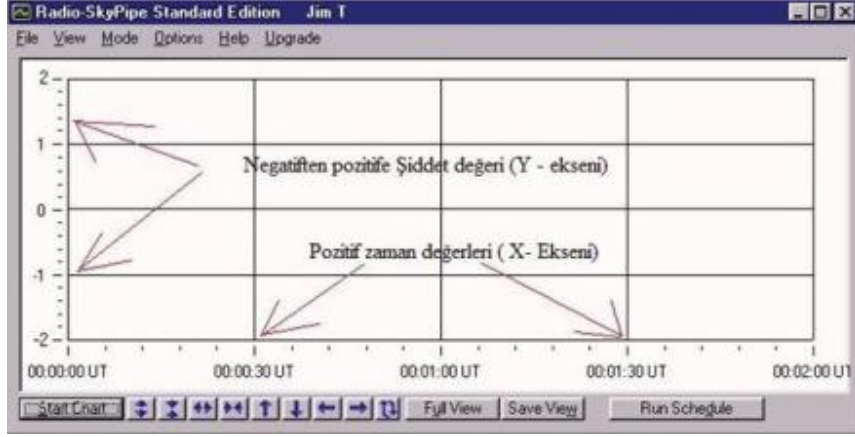 Radio-SkyPipe Standard Edition Jim T
File View Mode Options Help Upgrade
2
1
Negatiften pozitife Şiddet değeri (Y - ekseni)
0
Pozitif zaman değerleri ( X- Ekseni)
-1
-2
00:00:00 UT 00:00:30 UT 00:01:00 UT 00:01:30 UT 00:02:00 UT
Start Chart Full View Save View Run Schedule